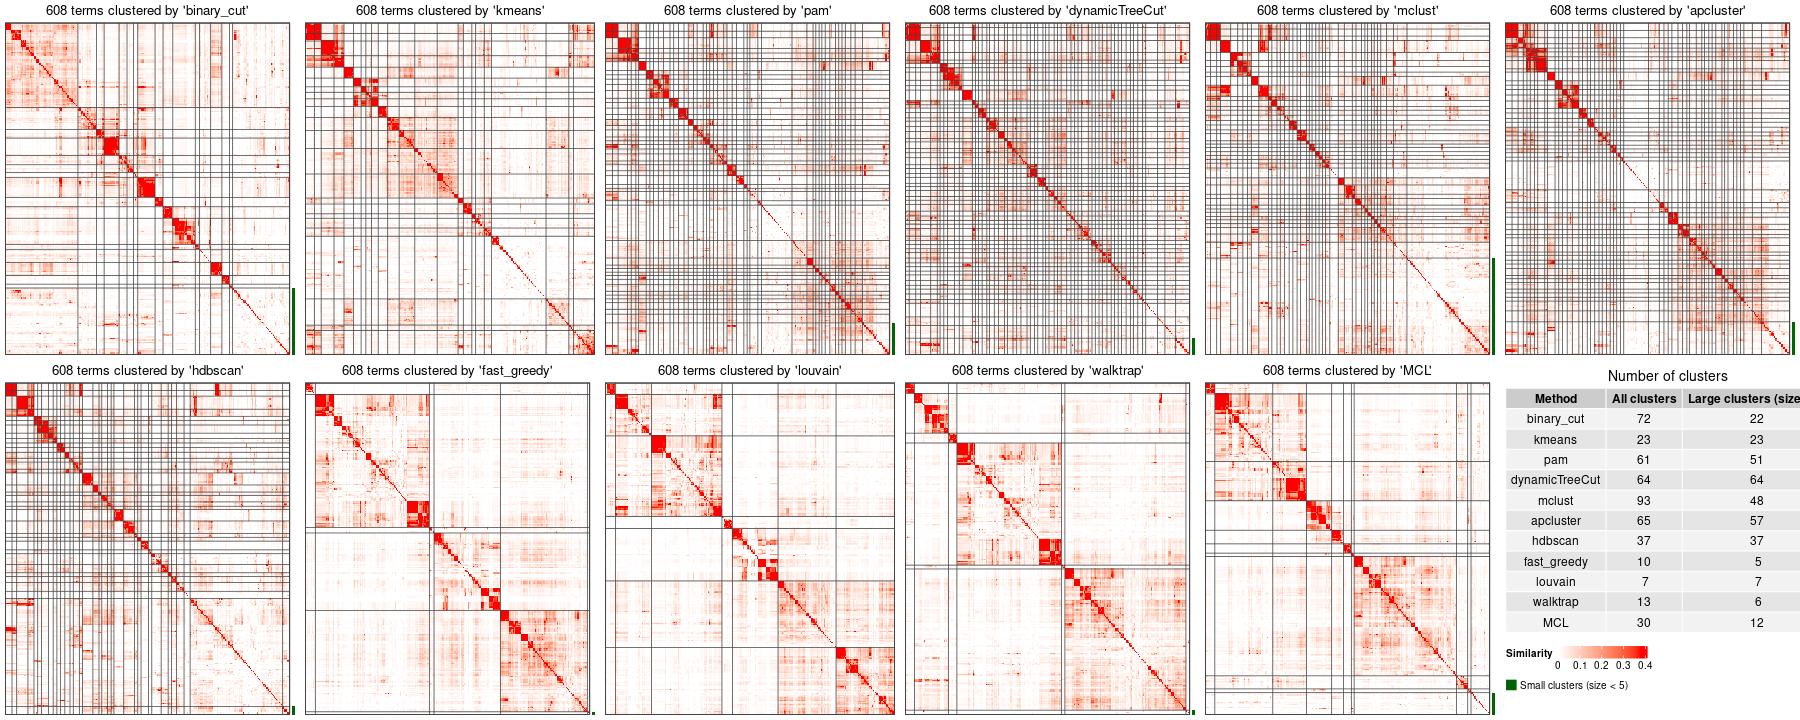 608 terms clustered by 'binary_cut'
608 terms clustered by 'kmeans'
608 terms clustered by 'pam'
608 terms clustered by 'dynamicTreeCut'
608 terms clustered by 'mclust'
608 terms clustered by 'apcluster'
608 terms clustered by 'hdbscan'
608 terms clustered by 'fast_greedy'
608 terms clustered by 'louvain'
608 terms clustered by 'walktrap'
608 terms clustered by 'MCL'
Number of clusters
Method All clusters Large clusters (size
binary_cut 72 22
kmeans 23 23
pam 61 51
dynamicTreeCut 64 64
mclust 93 48
apcluster 65 57
hdbscan 37 37
fast_greedy 10 5
louvain 7 7
walktrap 13 6
MCL 30 12
Similarity
0 0.1 0.2 0.3 0.4
Small clusters (size < 5)